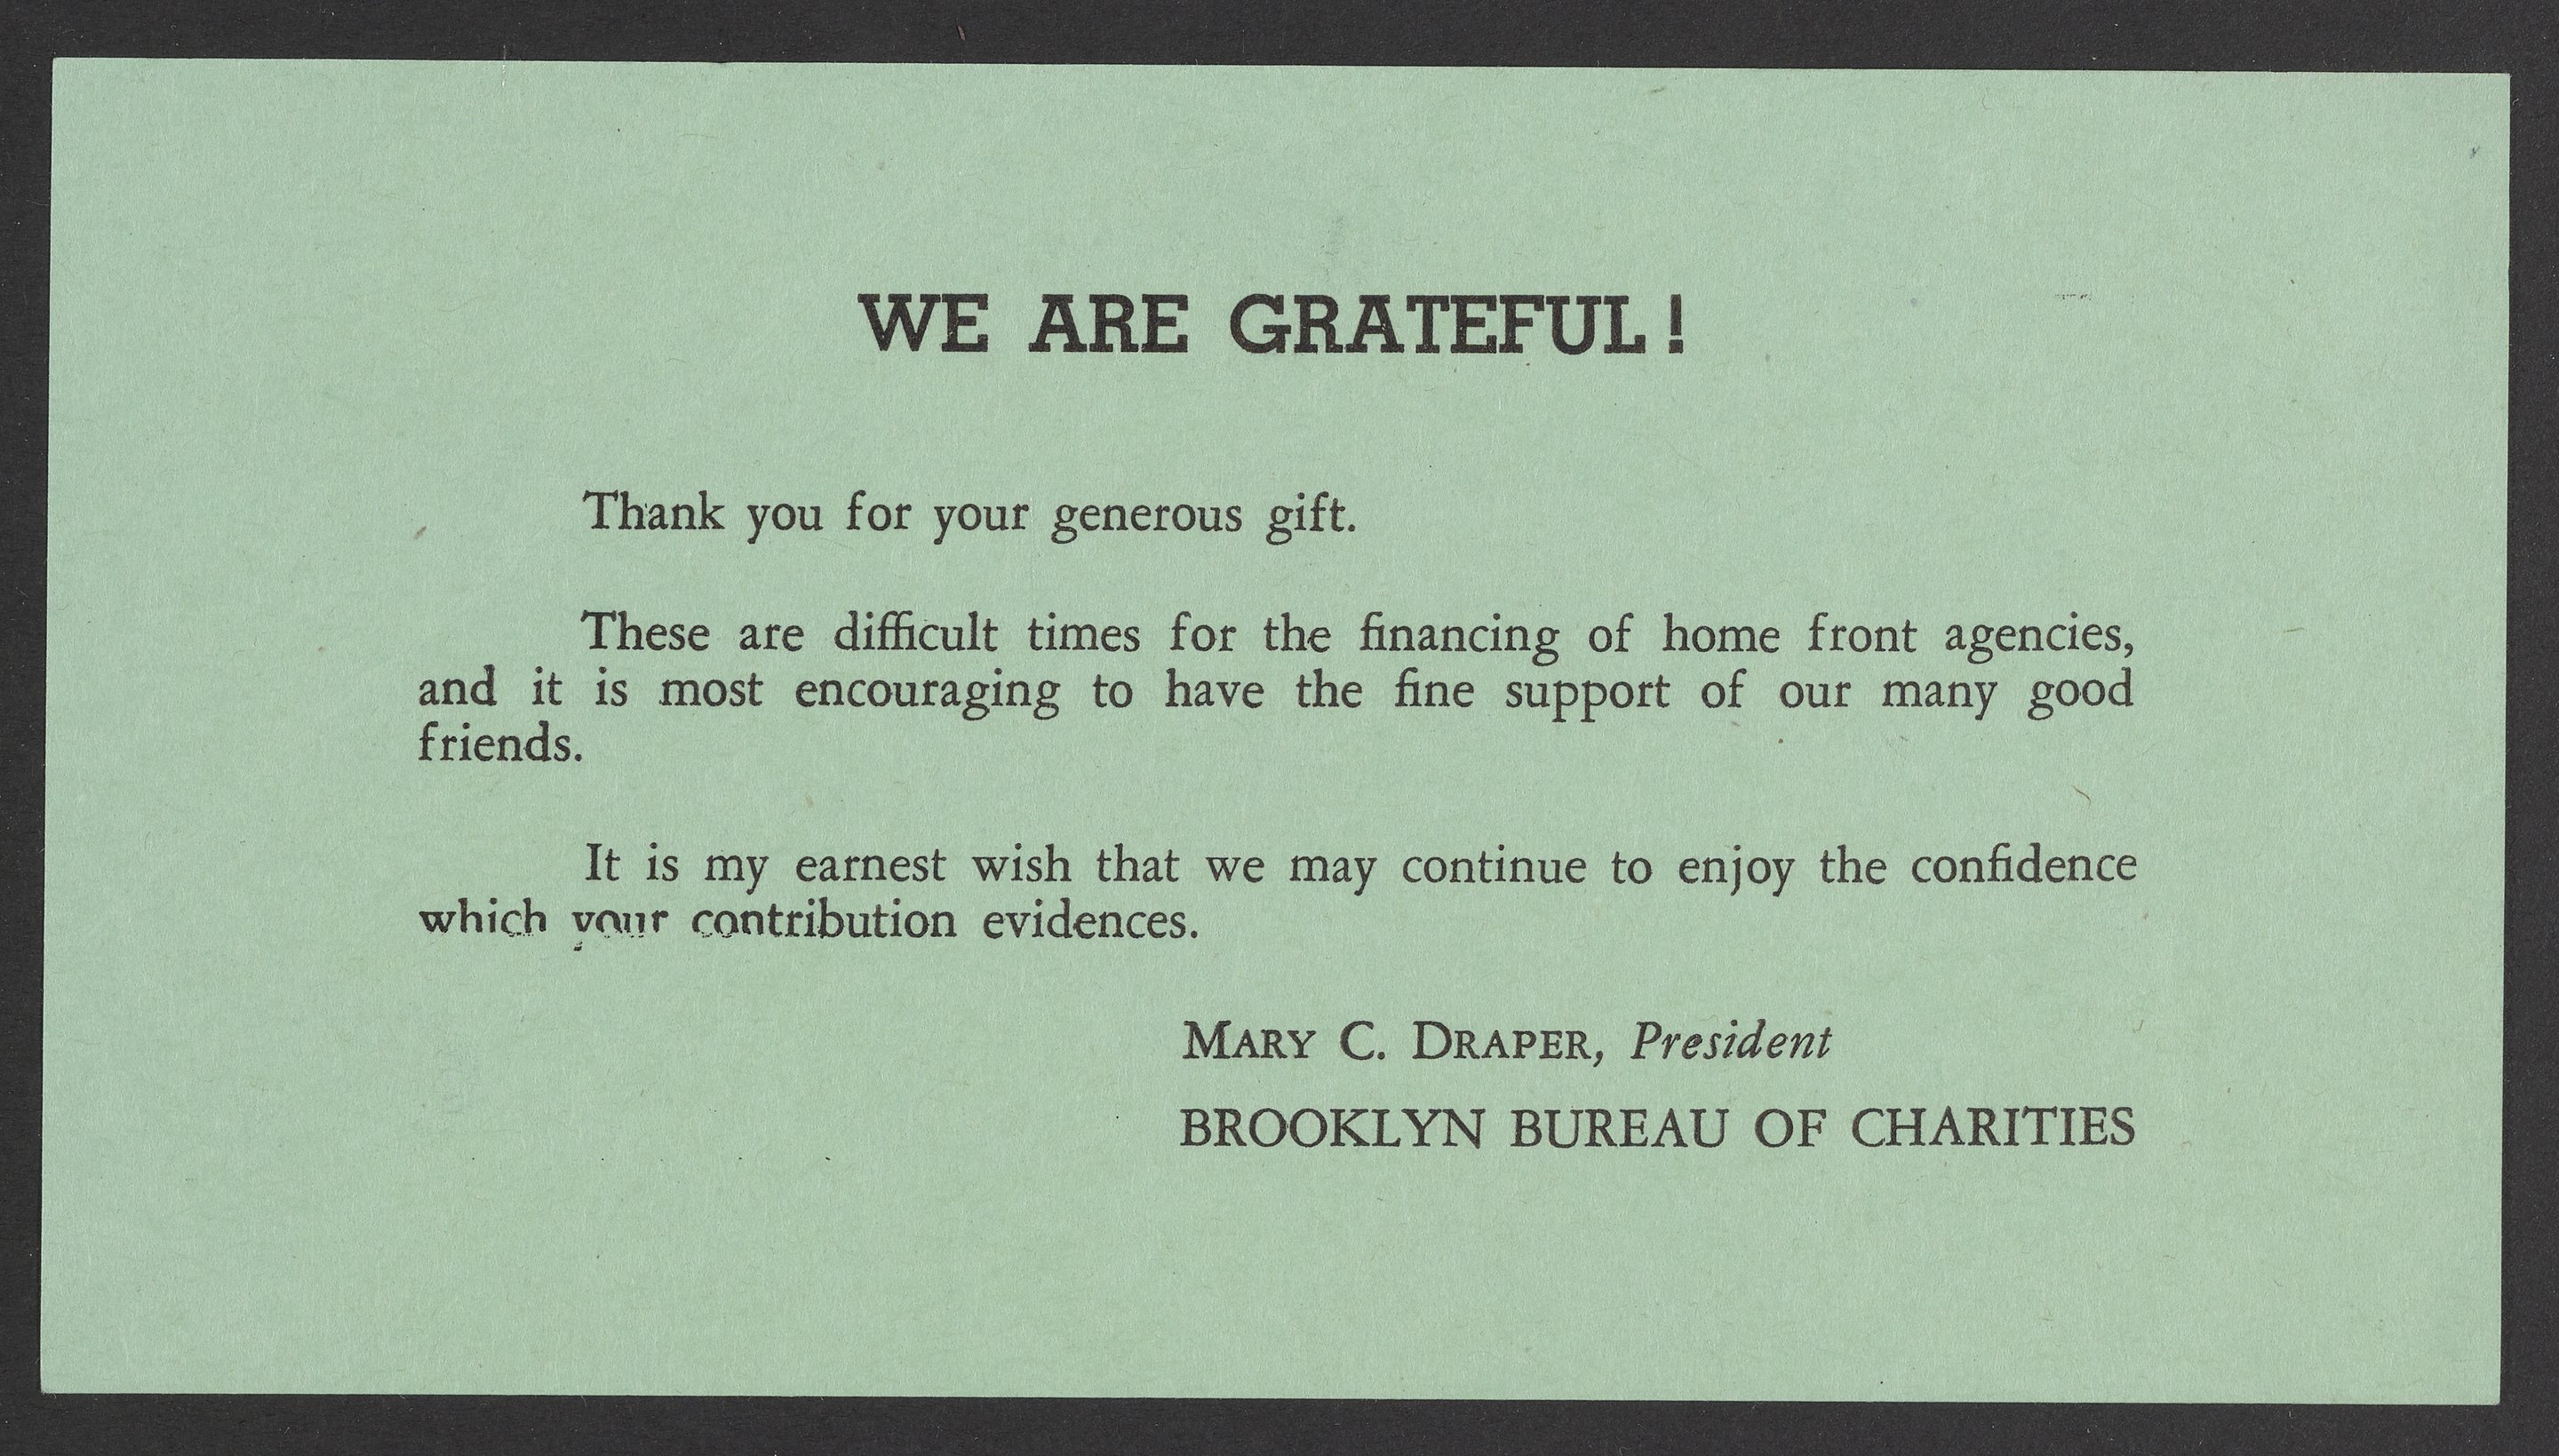 WE ARE GRATEFUL!
Thank you for your generous gift.
These are difficult times for the financing of home front agencies,
and it is most encouraging to have the fine support of our many good
friends.
It is my earnest wish that we may continue to enjoy the confidence
which your contribution evidences.
MARY C. DRAPER, President
BROOKLYN BUREAU OF CHARITIES